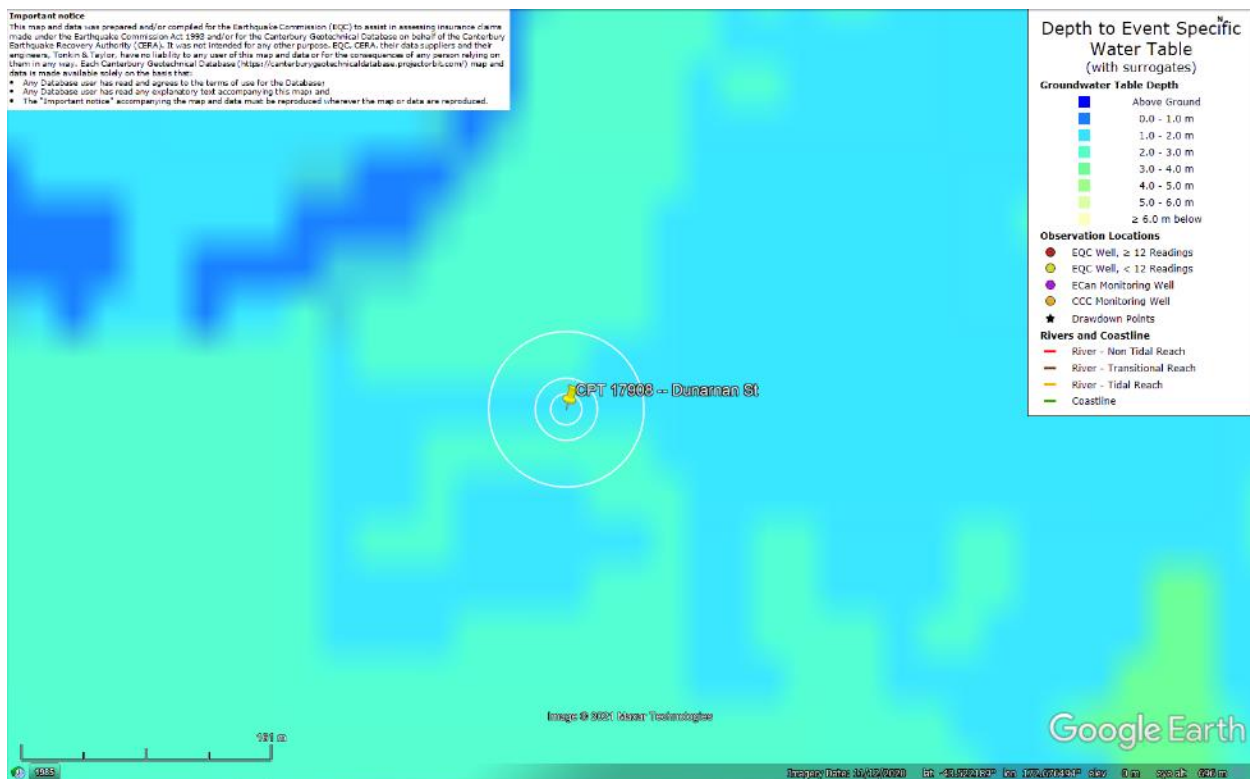 Important notice
This map and data was prepared and/or compiled for the Earthquake Commission (EQC) to assist in assessing insurance claims
made under the Earthquake Commission Act 1993 and/or for the Canterbury Geotechnical Database on behalf of the Canterbury
Earthquake Recovery Authority (CERA). It was not intended for any other purpose. EQC, CERA, their data suppliers and their
engineers, Tonkin & Taylor, have no liability to any user of this map and data or for the consequences of any person relying on
them in any way. Each Canterbury Geotechnical Database (https://canterburygeotechnicaldatabase.projectorbit.com/) map and
data is made available solely on the basis that:
• Any Database user has read and agrees to the terms of use for the Database;
• Any Database user has read any explanatory text accompanying this map; and
• The "Important notice" accompanying the map and data must be reproduced wherever the map or data are reproduced.
N
Depth to Event Specific
Water Table
(with surrogates)
Groundwater Table Depth
Above Ground
0.0 - 1.0 m
1.0 - 2.0 m
2.0 - 3.0 m
3.0 - 4.0 m
4.0 - 5.0 m
5.0 - 6.0 m
≥ 6.0 m below
Observation Locations
EQC Well, ≥ 12 Readings
EQC Well, < 12 Readings
ECan Monitoring Well
CCC Monitoring Well
Drawdown Points
Rivers and Coastline
River - Non Tidal Reach
River - Transitional Reach
River - Tidal Reach
Coastline
CPT 17908 -- Dunarnan St
Image © 2021 Maxar Technologies
Google Earth
m
1985
Imagery Date: 11/12/2020 lat lon elev 0 m eye alt 696 m